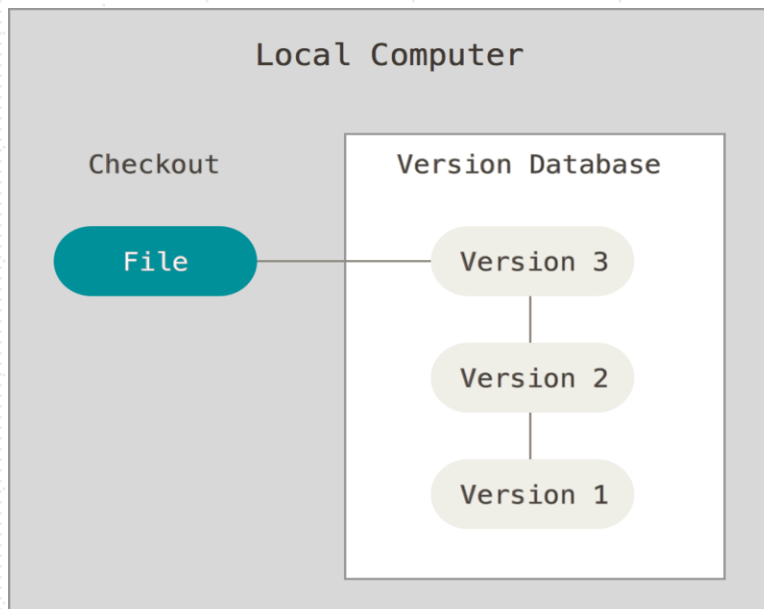 Local Computer
Checkout
Version Database
File
Version 3
Version 2
Version 1